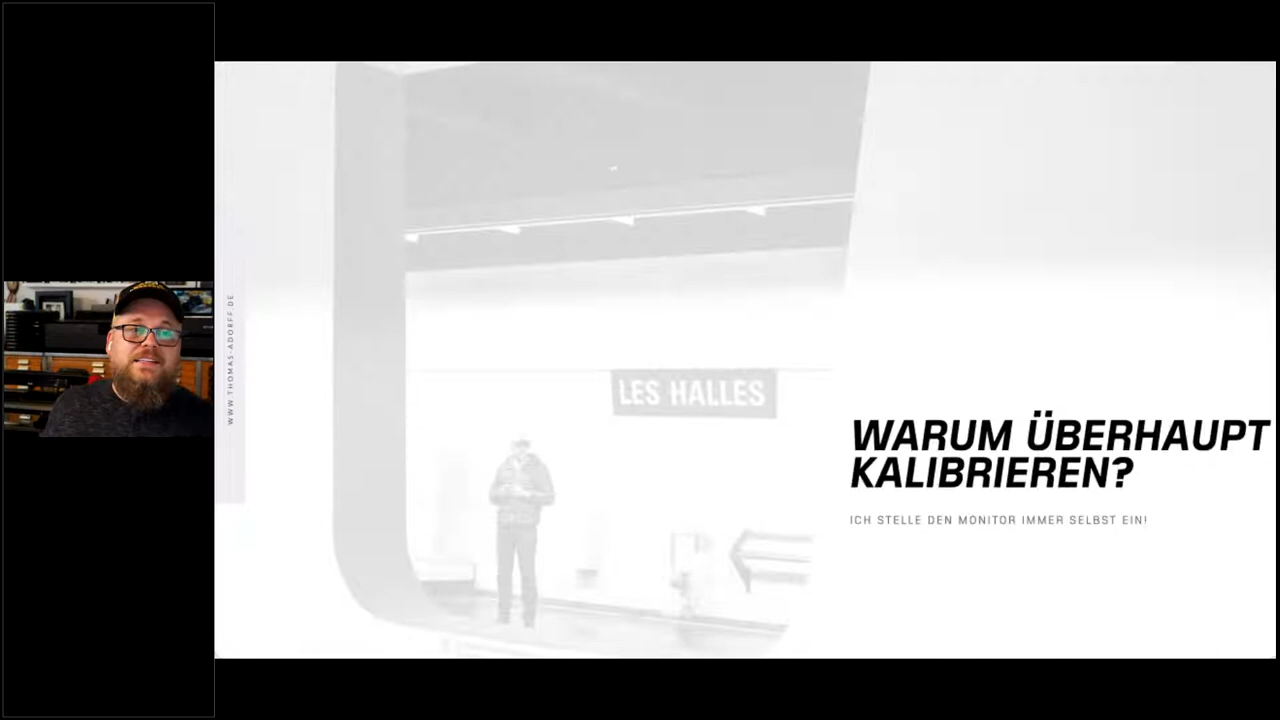 WWW.THOMAS-ADORFF.DE
LES HALLES
WARUM ÜBERHAUPT
KALIBRIEREN?
ICH STELLE DEN MONITOR IMMER SELBST EIN!